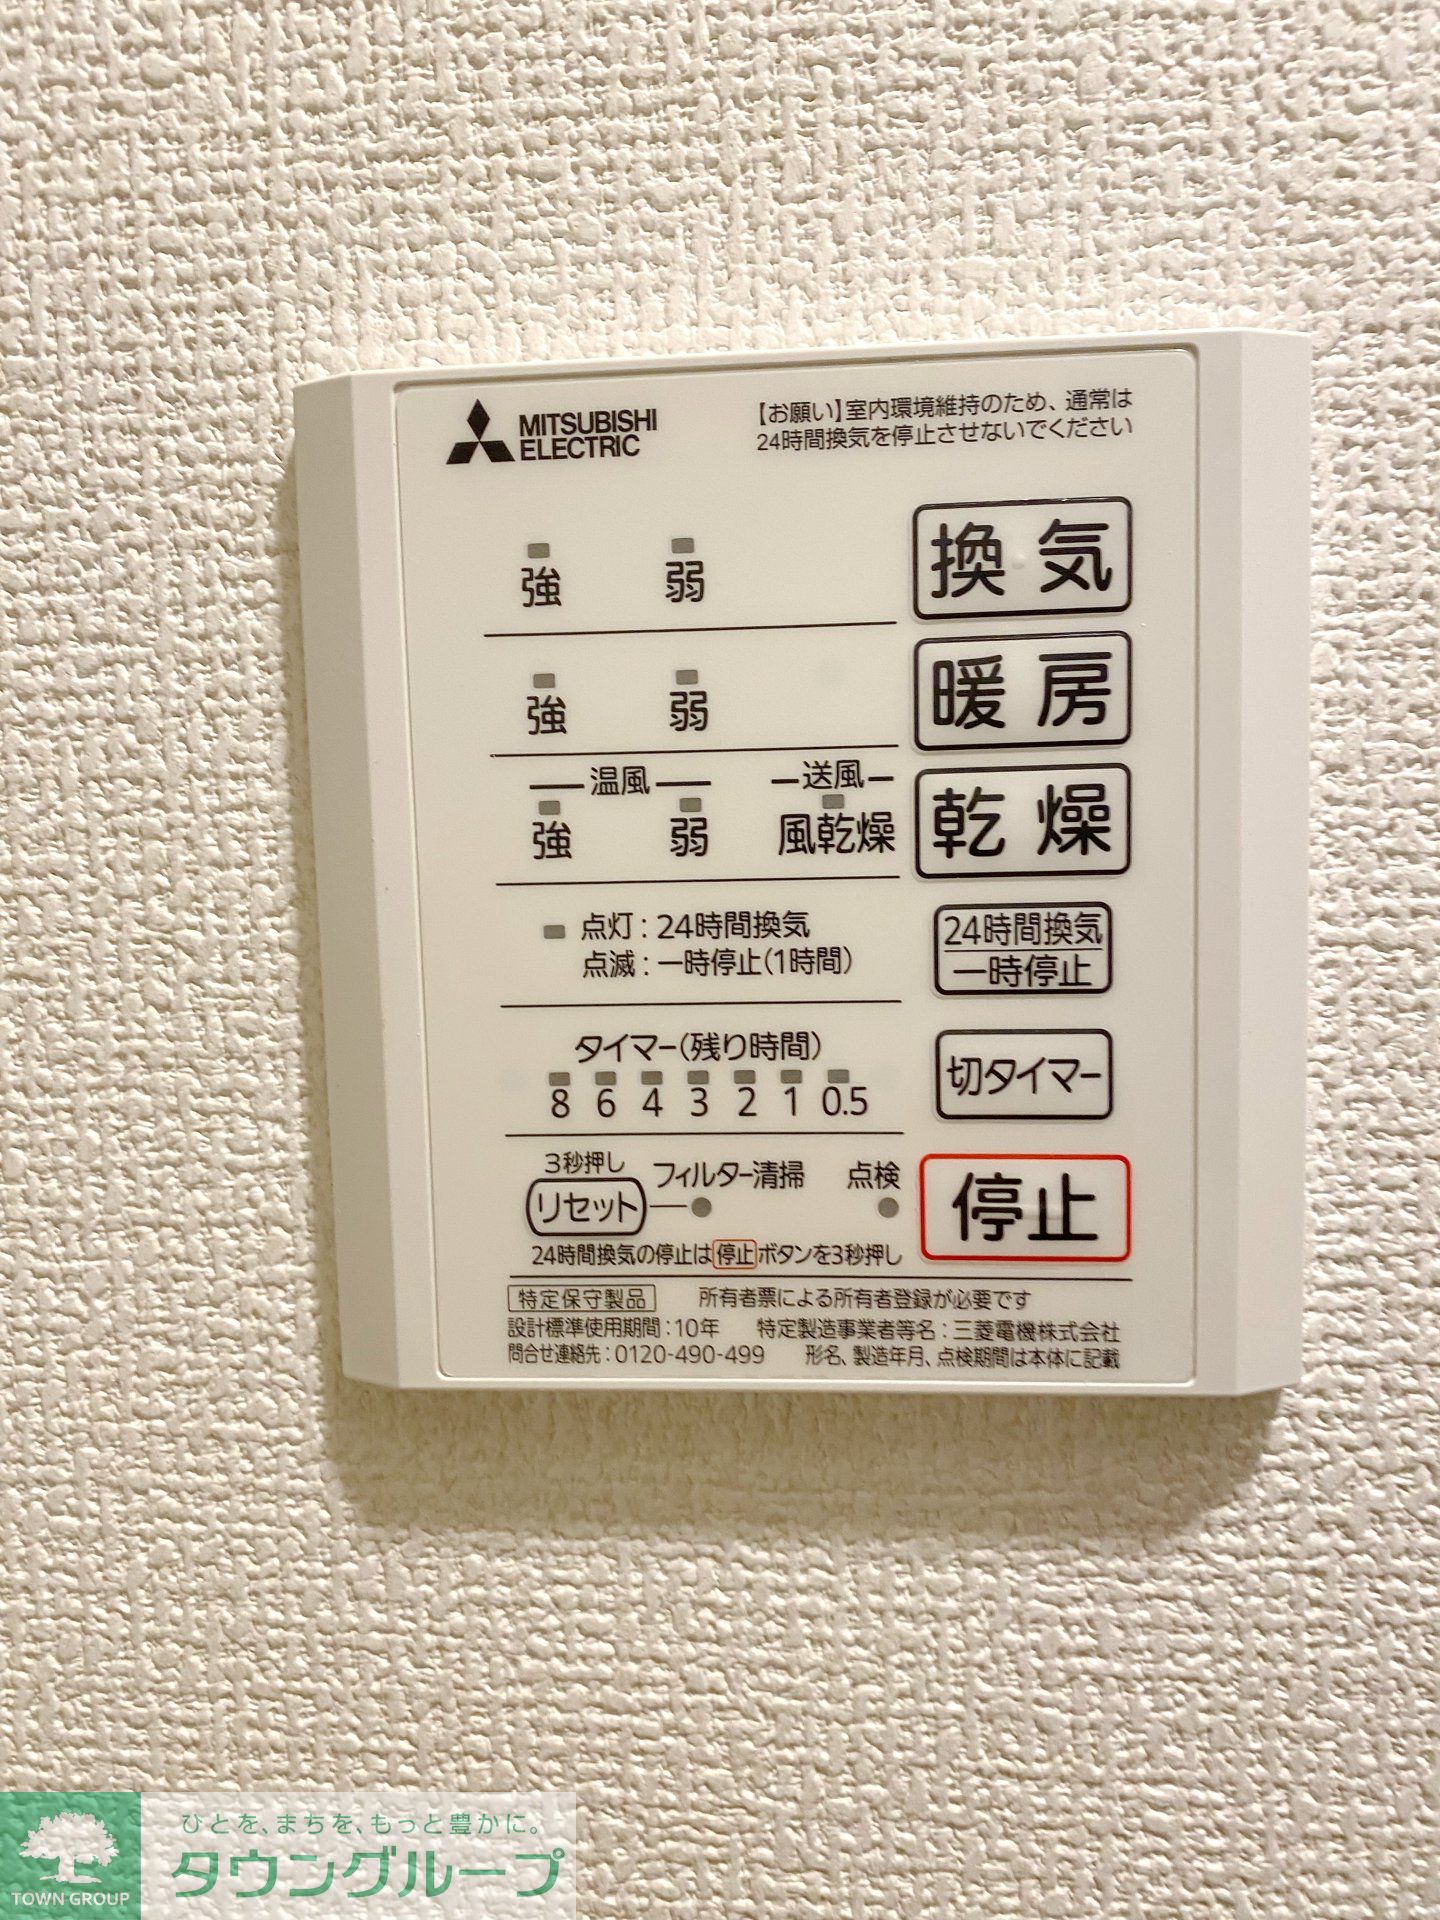 MITSUBISHI
ELECTRIC
【お願い】室内環境維持のため、通常は
24時間換気を停止させないでください
強 弱 換気
強 弱 暖房
温風 送風
強 弱 風乾燥 乾燥
点灯：24時間換気
点滅：一時停止(1時間)
24時間換気
一時停止
タイマー(残り時間)
8 6 4 3 2 1 0.5
切タイマー
3秒押し
リセット フィルター清掃 点検
停止
24時間換気の停止は停止ボタンを3秒押し
特定保守製品 所有者票による所有者登録が必要です
設計標準使用期間：10年 特定製造事業者等名：三菱電機株式会社
問合せ連絡先：0120-490-499 形名、製造年月、点検期間は本体に記載
ひとを、まちを、もっと豊かに。
タウングループ
TOWN GROUP